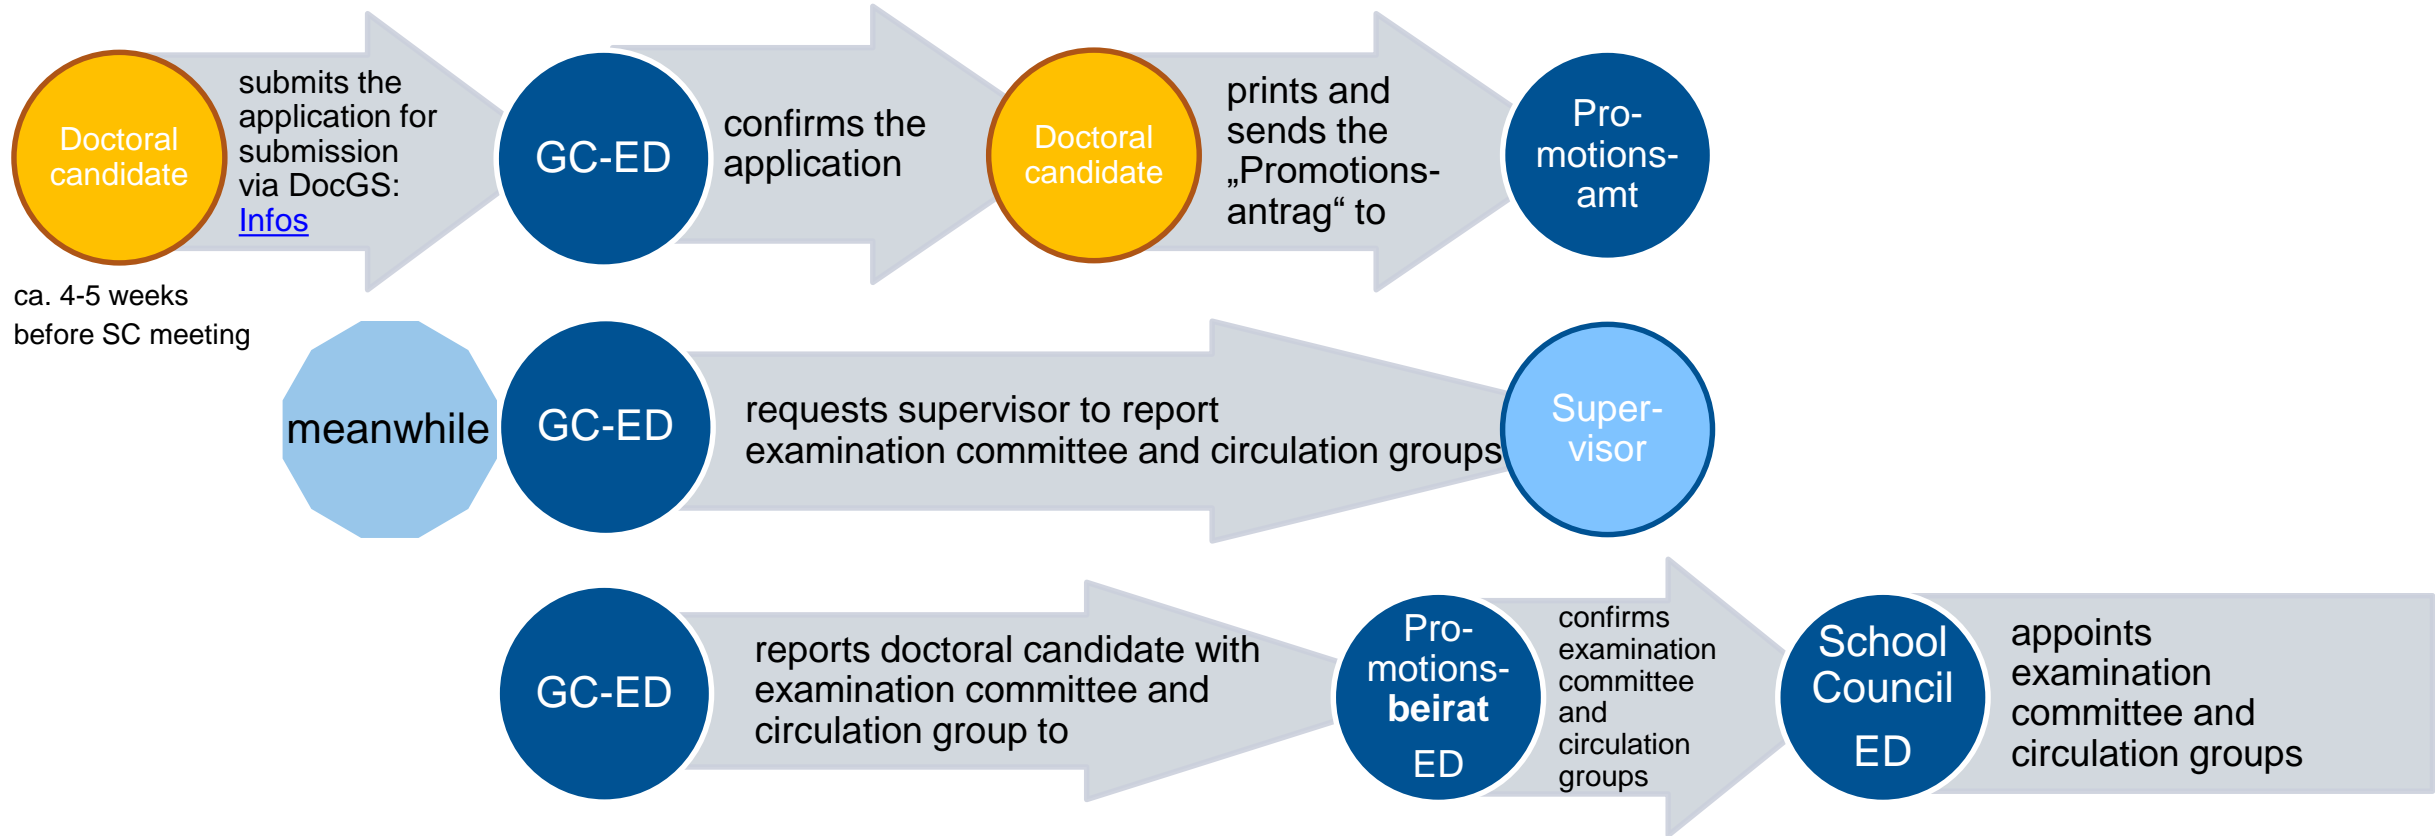 Doctoral
candidate
submits the
application for
submission
via DocGS:
Infos
GC-ED
confirms the
application
Doctoral
candidate
prints and
sends the
„Promotions-
antrag“ to
Pro-
motions-
amt
ca. 4-5 weeks
before SC meeting
meanwhile
GC-ED
requests supervisor to report
examination committee and circulation groups
Super-
visor
GC-ED
reports doctoral candidate with
examination committee and
circulation group to
Pro-
motions-
beirat
ED
confirms
examination
committee
and
circulation
groups
School
Council
ED
appoints
examination
committee and
circulation groups